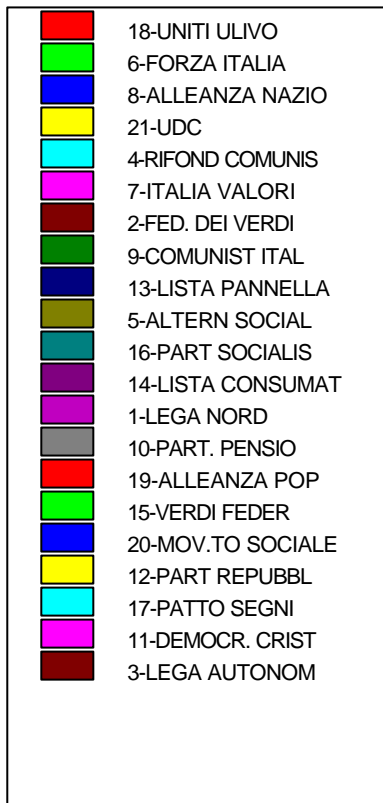 18-UNITI ULIVO
6-FORZA ITALIA
8-ALLEANZA NAZIO
21-UDC
4-RIFOND COMUNIS
7-ITALIA VALORI
2-FED. DEI VERDI
9-COMUNIST ITAL
13-LISTA PANNELLA
5-ALTERN SOCIAL
16-PART SOCIALIS
14-LISTA CONSUMAT
1-LEGA NORD
10-PART. PENSIO
19-ALLEANZA POP
15-VERDI FEDER
20-MOV.TO SOCIALE
12-PART REPUBBL
17-PATTO SEGNI
11-DEMOCR. CRIST
3-LEGA AUTONOM